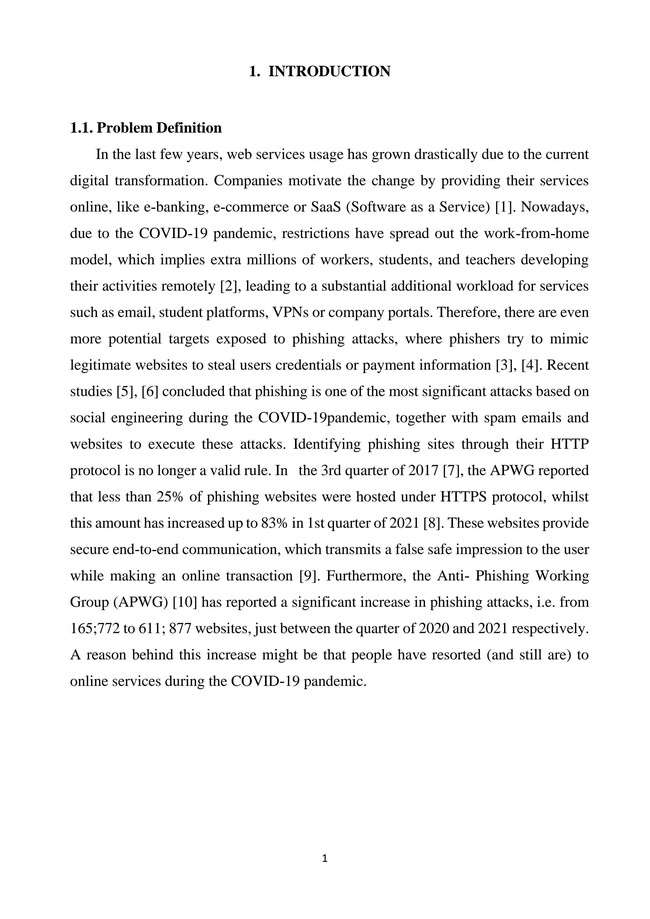 1. INTRODUCTION
1.1. Problem Definition
In the last few years, web services usage has grown drastically due to the current
digital transformation. Companies motivate the change by providing their services
online, like e-banking, e-commerce or SaaS (Software as a Service) [1]. Nowadays,
due to the COVID-19 pandemic, restrictions have spread out the work-from-home
model, which implies extra millions of workers, students, and teachers developing
their activities remotely [2], leading to a substantial additional workload for services
such as email, student platforms, VPNs or company portals. Therefore, there are even
more potential targets exposed to phishing attacks, where phishers try to mimic
legitimate websites to steal users credentials or payment information [3], [4]. Recent
studies [5], [6] concluded that phishing is one of the most significant attacks based on
social engineering during the COVID-19pandemic, together with spam emails and
websites to execute these attacks. Identifying phishing sites through their HTTP
protocol is no longer a valid rule. In the 3rd quarter of 2017 [7], the APWG reported
that less than 25% of phishing websites were hosted under HTTPS protocol, whilst
this amount has increased up to 83% in 1st quarter of 2021 [8]. These websites provide
secure end-to-end communication, which transmits a false safe impression to the user
while making an online transaction [9]. Furthermore, the Anti- Phishing Working
Group (APWG) [10] has reported a significant increase in phishing attacks, i.e. from
165;772 to 611; 877 websites, just between the quarter of 2020 and 2021 respectively.
A reason behind this increase might be that people have resorted (and still are) to
online services during the COVID-19 pandemic.
1